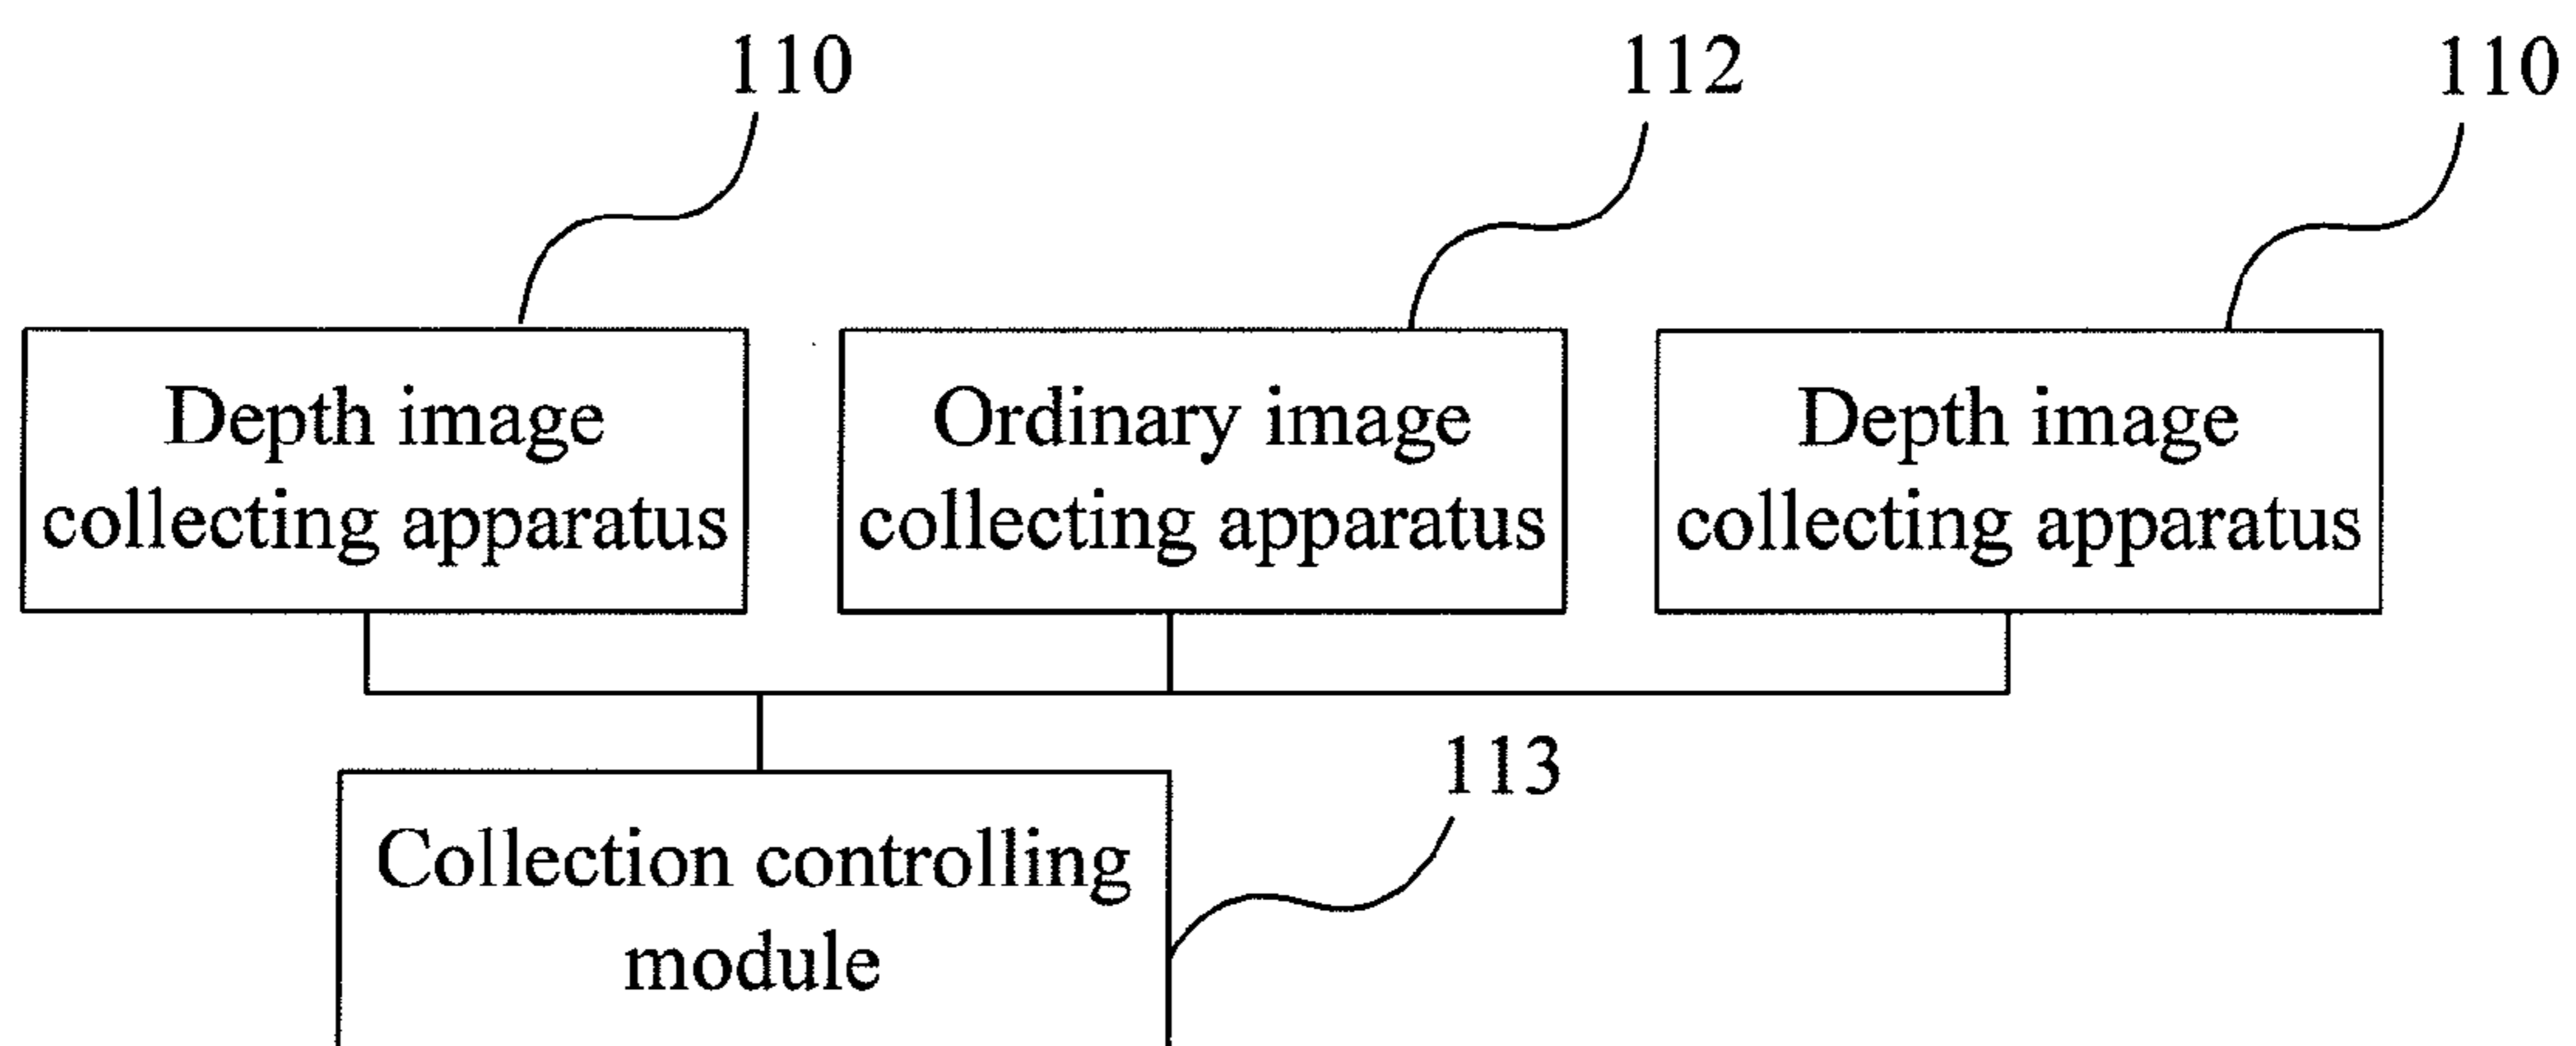 110
112
110
Depth image
collecting apparatus
Ordinary image
collecting apparatus
Depth image
collecting apparatus
113
Collection controlling
module